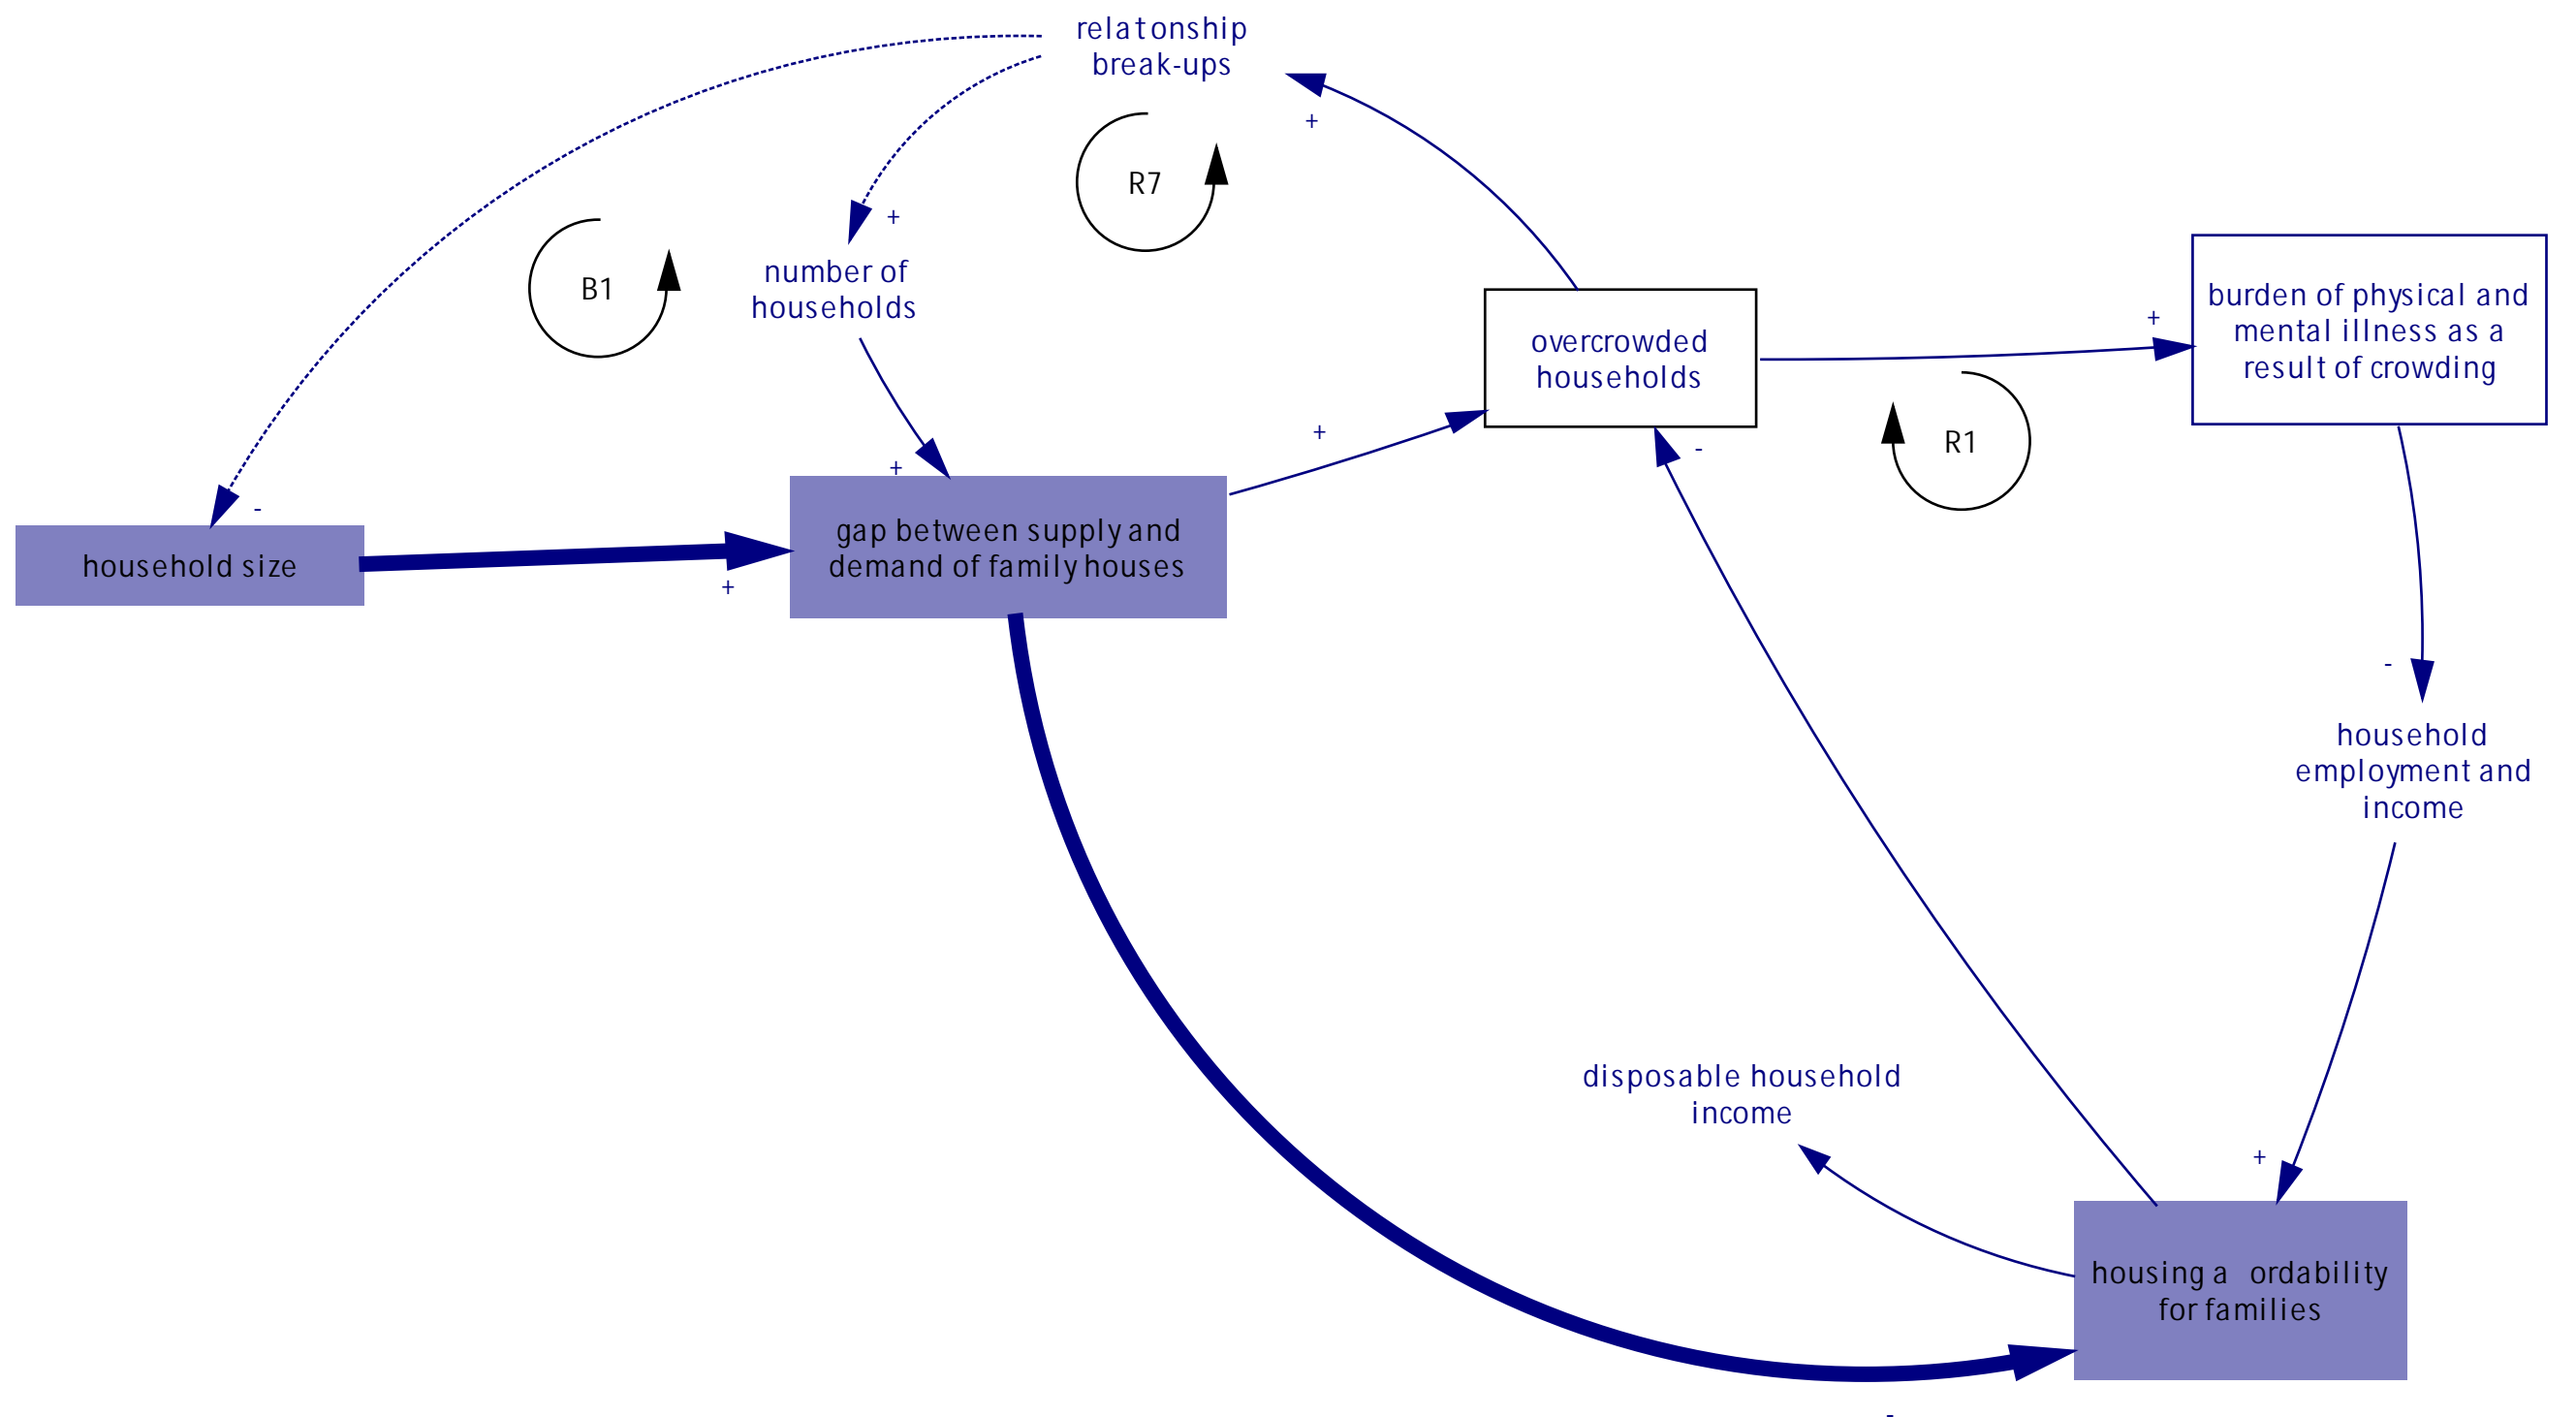 relatonship
break-ups
+
R7
+
B1
number of
households
overcrowded
households
+
burden of physical and
mental illness as a
result of crowding
+
R1
-
+
-
household size
+
gap between supply and
demand of family houses
-
household
employment and
income
disposable household
income
+
housing a ordability
for families
-